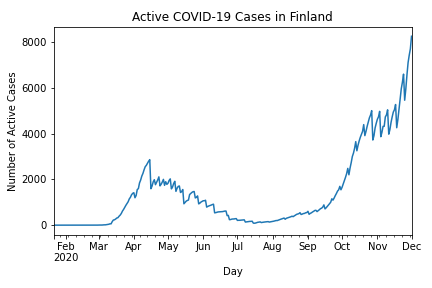 Active COVID-19 Cases in Finland
Number of Active Cases
8000
6000
4000
2000
0
Feb Mar Apr May Jun Jul Aug Sep Oct Nov Dec
2020
Day